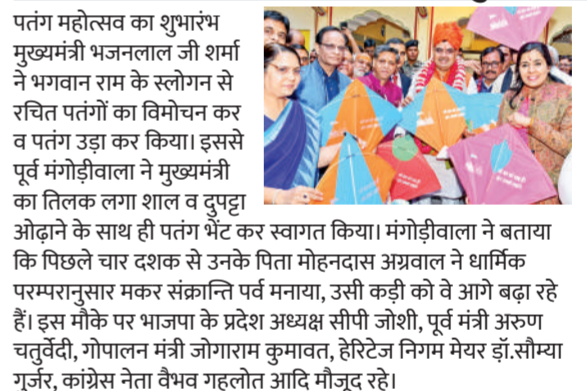 पतंग महोत्सव का शुभारंभ
मुख्यमंत्री भजनलाल जी शर्मा
ने भगवान राम के स्लोगन से
रचित पतंगों का विमोचन कर
व पतंग उड़ा कर किया। इससे
पूर्व मंगोड़ीवाला ने मुख्यमंत्री
का तिलक लगा शाल व दुपट्टा
ओढ़ाने के साथ ही पतंग भेंट कर स्वागत किया। मंगोड़ीवाला ने बताया
कि पिछले चार दशक से उनके पिता मोहनदास अग्रवाल ने धार्मिक
परम्परानुसार मकर संक्रान्ति पर्व मनाया, उसी कड़ी को वे आगे बढ़ा रहे
हैं। इस मौके पर भाजपा के प्रदेश अध्यक्ष सीपी जोशी, पूर्व मंत्री अरुण
चतुर्वेदी, गोपालन मंत्री जोगाराम कुमावत, हेरिटेज निगम मेयर डॉ.सौम्या
गुर्जर, कांग्रेस नेता वैभव गहलोत आदि मौजूद रहे।